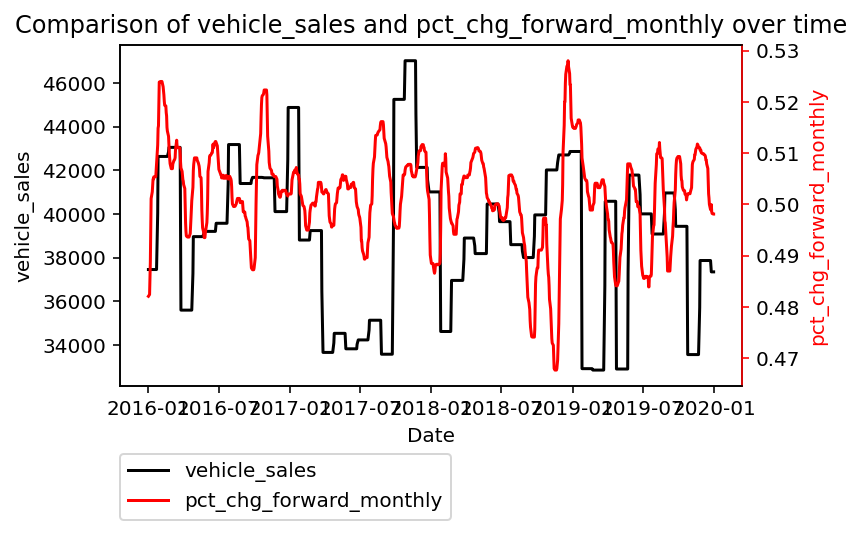 Comparison of vehicle_sales and pct_chg_forward_monthly over time
vehicle_sales
46000
44000
42000
40000
38000
36000
34000
0.53
0.52
0.51
0.50
0.49
0.48
0.47
pct_chg_forward_monthly
2016-01 2016-07 2017-01 2017-07 2018-01 2018-07 2019-01 2019-07 2020-01
Date
vehicle_sales
pct_chg_forward_monthly